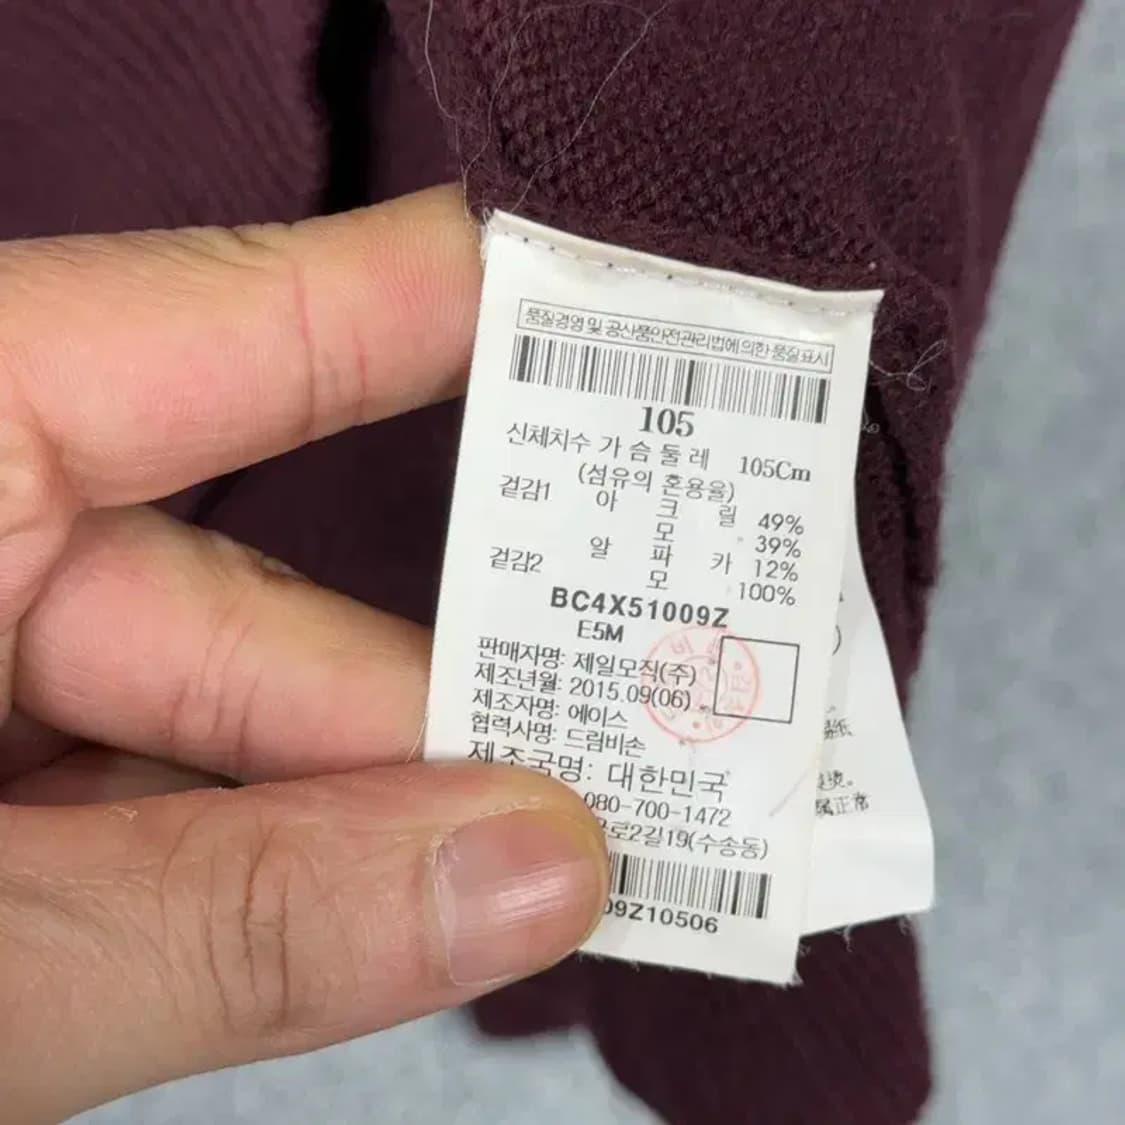 품질경영 및 공산품안전관리법에 의한 품질표시
105
신체치수 가 슴 둘 레 105Cm
(섬유의 혼용율)
겉감1 아 크 릴 49%
모 39%
알 파 카 12%
겉감2 모 100%
BC4X51009Z
E5M
판매자명: 제일모직(주)
제조년월: 2015.09(06)
제조자명: 에이스
협력사명: 드림비손
제조국명: 대한민국
080-700-1472
로2길19(수송동)
09Z10506
属正常